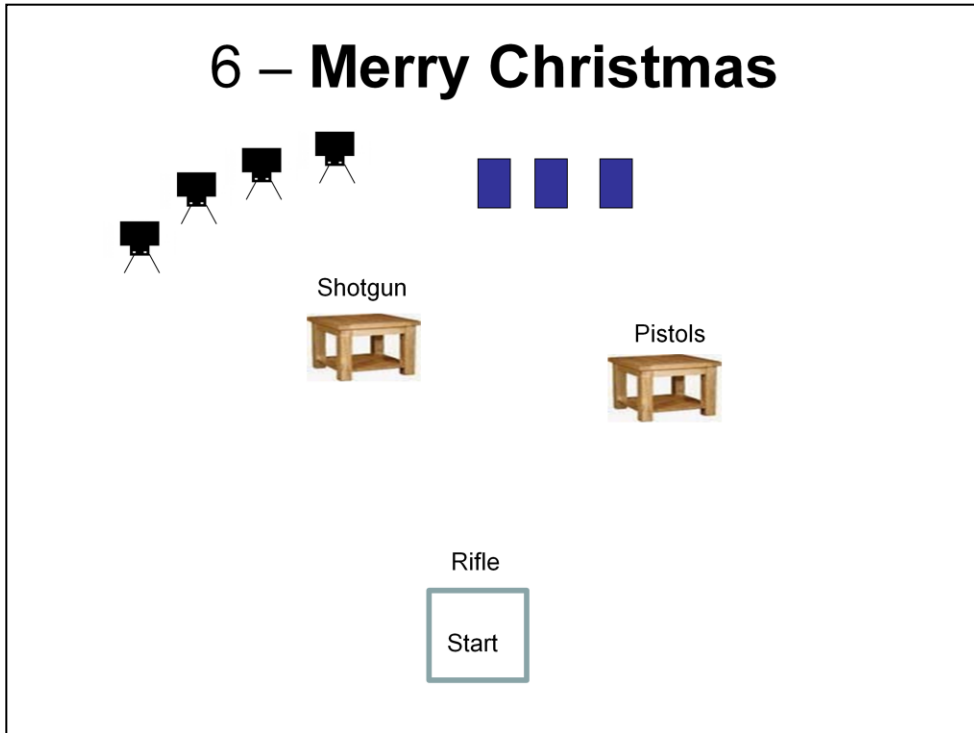 6 – Merry Christmas
Shotgun
Pistols
Rifle
Start